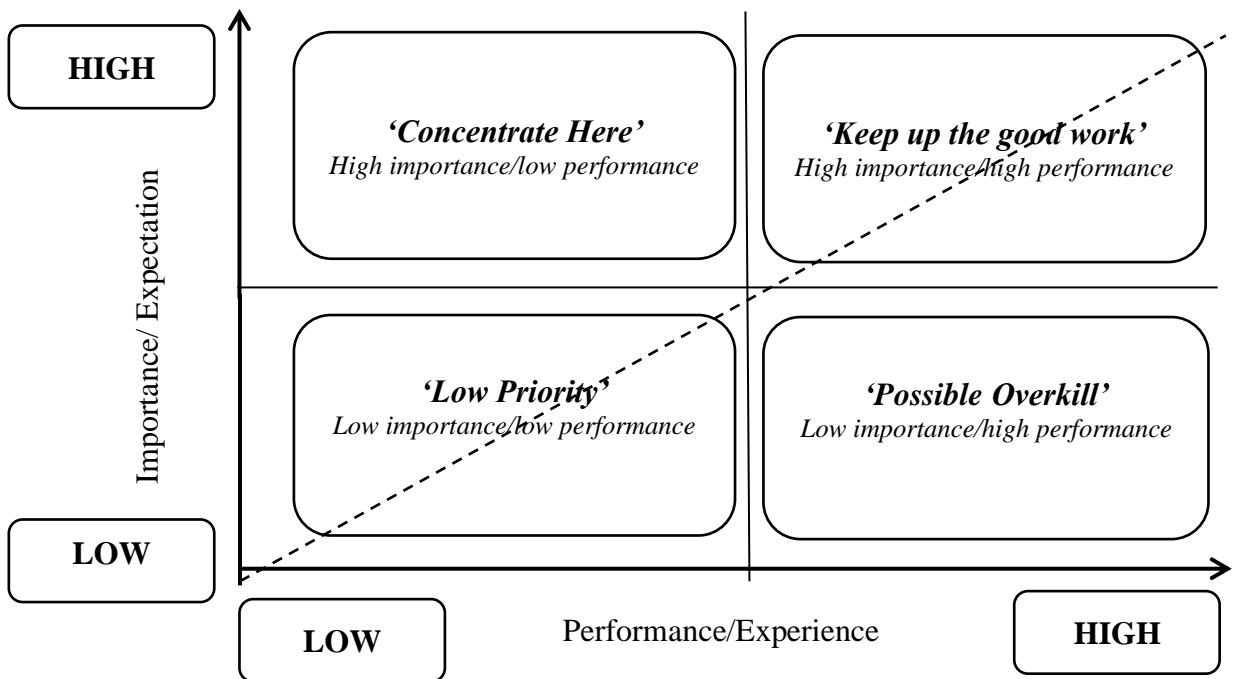 HIGH
‘Concentrate Here’
High importance/low performance
‘Keep up the good work’
High importance/high performance
Importance/ Expectation
‘Low Priority’
Low importance/low performance
‘Possible Overkill’
Low importance/high performance
LOW
LOW
Performance/Experience
HIGH